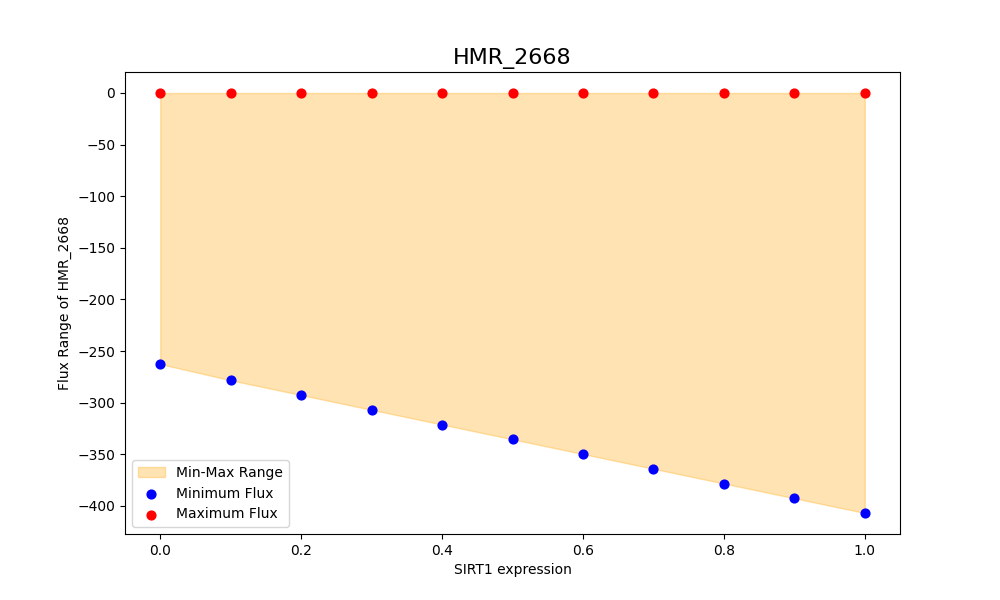 HMR_2668
0
−50
−100
−150
−200
−250
−300
−350
−400
Flux Range of HMR_2668
Min-Max Range
Minimum Flux
Maximum Flux
0.0
0.2
0.4
0.6
0.8
1.0
SIRT1 expression